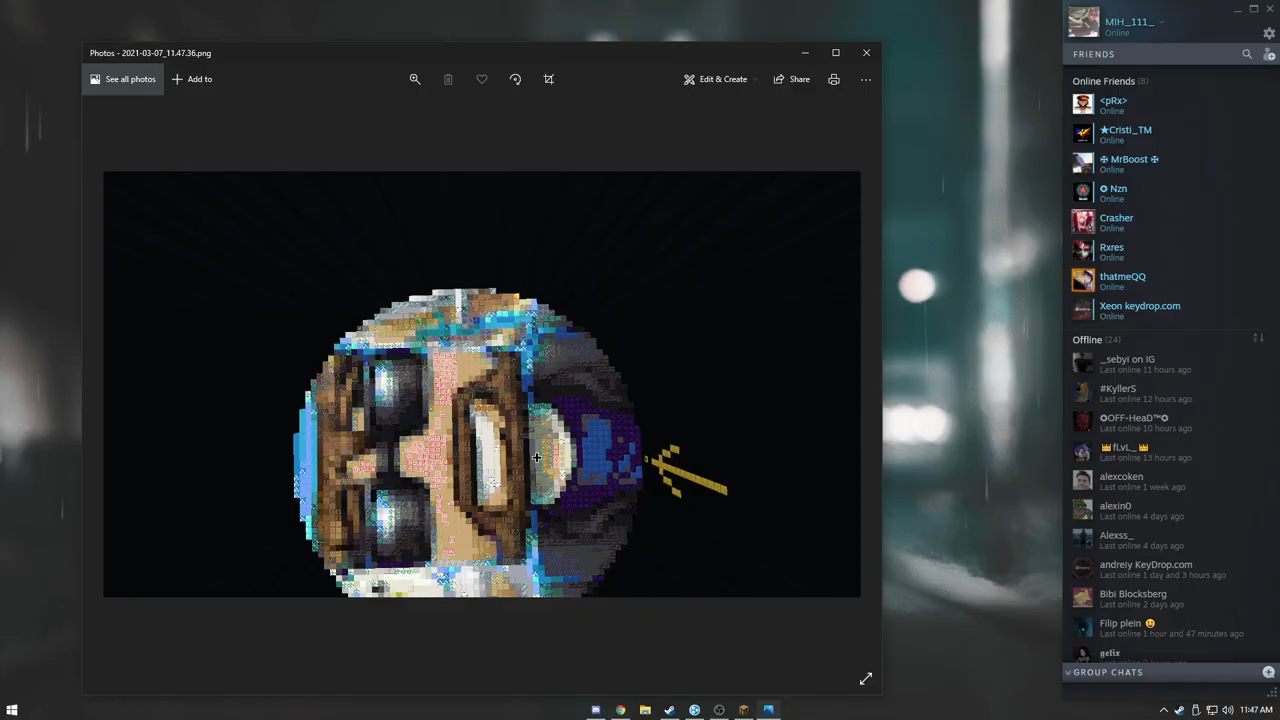 Photos - 2021-03-07_11.47.36.png
See all photos
Add to
Edit & Create
Share
MIH_111_
Online
FRIENDS
Online Friends (8)
<pRx>
Online
★Cristi_TM
Online
✠ MrBoost ✠
Online
✪ Nzn
Online
Crasher
Online
Rxres
Online
thatmeQQ
Online
Xeon keydrop.com
Online
Offline (24)
_sebyi on IG
Last online 11 hours ago
#KyllerS
Last online 12 hours ago
✪OFF-HeaD™✪
Last online 10 hours ago
👑fLvL_ 👑
Last online 13 hours ago
alexcoken
Last online 1 week ago
alexin0
Last online 4 days ago
Alexss_
Last online 4 days ago
andreiy KeyDrop.com
Last online 1 day and 3 hours ago
Bibi Blocksberg
Last online 2 days ago
Filip plein 😃
Last online 1 hour and 47 minutes ago
gefix
GROUP CHATS
11:47 AM